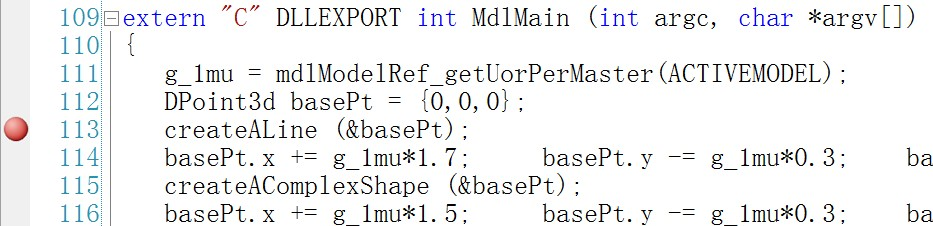 109 extern "C" DLLEXPORT int MdlMain (int argc, char *argv[])
110 {
111 g_1mu = mdlModelRef_getUorPerMaster(ACTIVEMODEL);
112 DPoint3d basePt = {0,0,0};
113 createALine (&basePt);
114 basePt.x += g_1mu*1.7; basePt.y -= g_1mu*0.3; ba
115 createAComplexShape (&basePt);
116 basePt.x += g_1mu*1.5; basePt.y -= g_1mu*0.3; ba